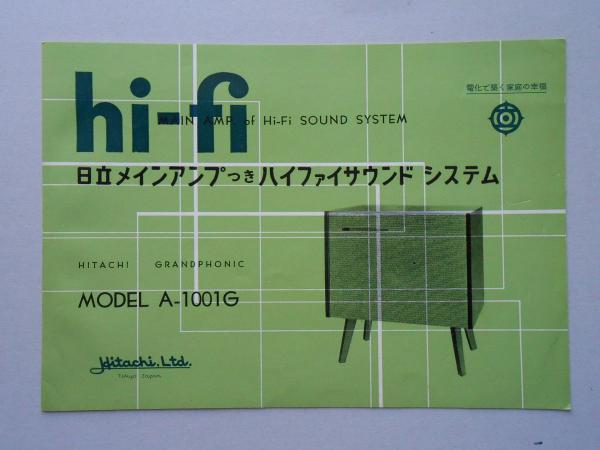 hi-fi
電化で築く家庭の幸福
MAIN AMP. of Hi-Fi SOUND SYSTEM
日立メインアンプつきハイファイサウンド システム
HITACHI GRANDPHONIC
MODEL A-1001G
Hitachi, Ltd.
Tokyo Japan